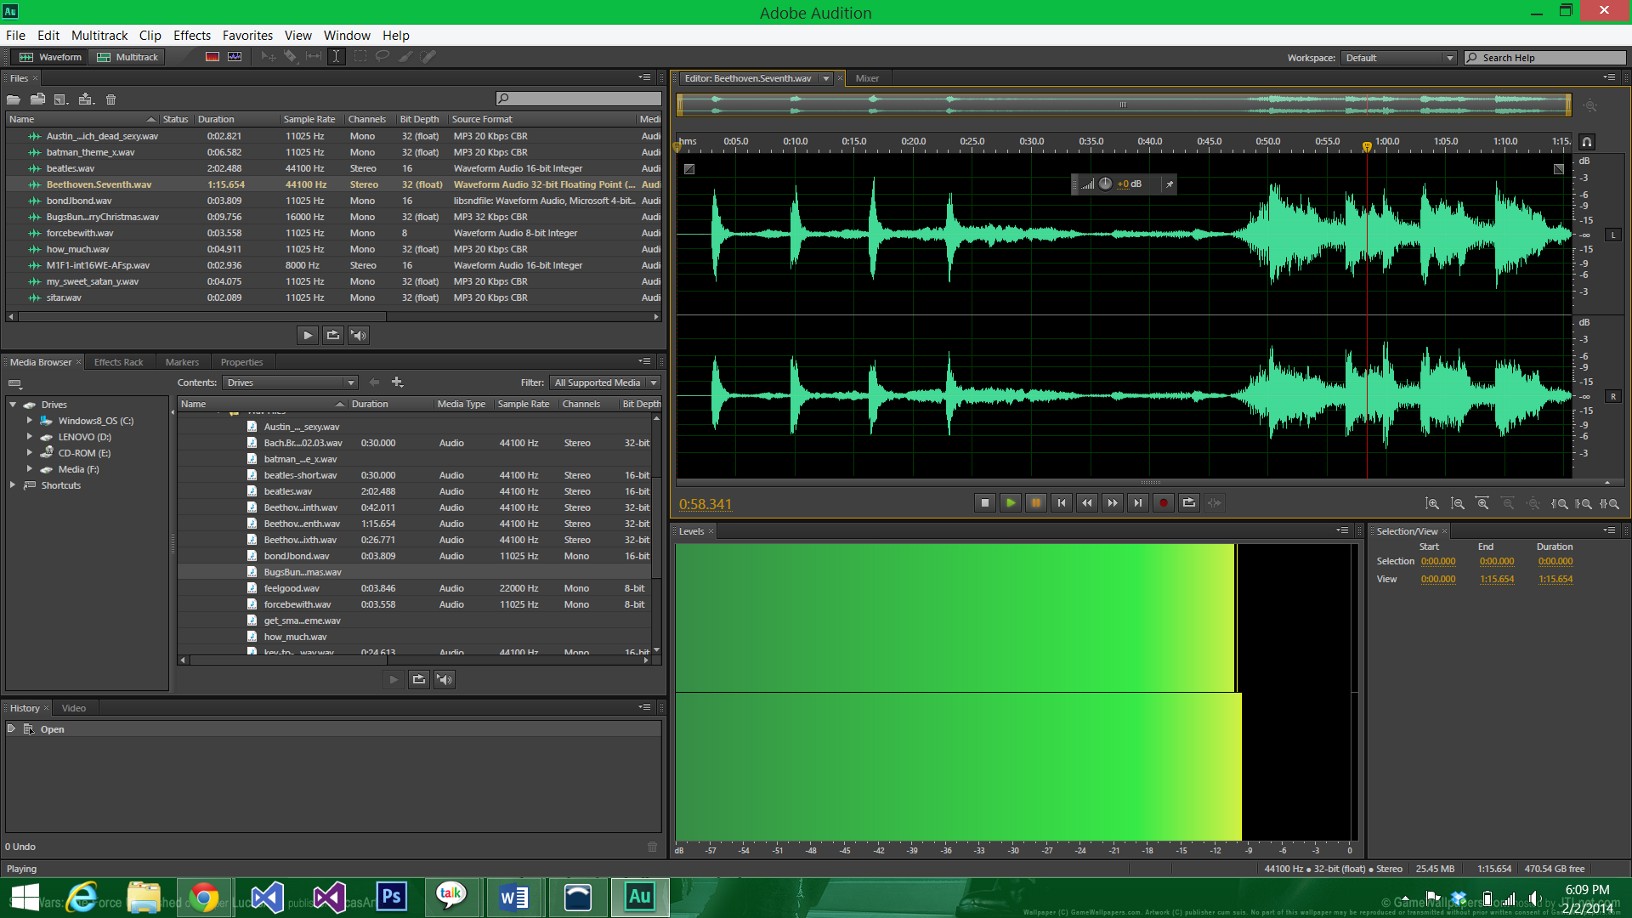 Au Adobe Audition
File Edit Multitrack Clip Effects Favorites View Window Help
Waveform Multitrack Workspace: Default Search Help
Files
Name Status Duration Sample Rate Channels Bit Depth Source Format Medi
Austin_...ich_dead_sexy.wav 0:02.821 11025 Hz Mono 32 (float) MP3 20 Kbps CBR Audi
batman_theme_x.wav 0:06.582 11025 Hz Mono 32 (float) MP3 20 Kbps CBR Audi
beatles.wav 2:02.488 44100 Hz Stereo 16 Waveform Audio 16-bit Integer Audi
Beethoven.Seventh.wav 1:15.654 44100 Hz Stereo 32 (float) Waveform Audio 32-bit Floating Point (... Audi
bondJbond.wav 0:03.809 11025 Hz Mono 16 libsndfile: Waveform Audio, Microsoft 4-bit... Audi
BugsBun...rryChristmas.wav 0:09.756 16000 Hz Mono 32 (float) MP3 32 Kbps CBR Audi
forcebewith.wav 0:03.558 11025 Hz Mono 8 Waveform Audio 8-bit Integer Audi
how_much.wav 0:04.911 11025 Hz Mono 32 (float) MP3 20 Kbps CBR Audi
M1F1-int16WE-AFsp.wav 0:02.936 8000 Hz Stereo 16 Waveform Audio 16-bit Integer Audi
my_sweet_satan_y.wav 0:04.075 11025 Hz Mono 32 (float) MP3 20 Kbps CBR Audi
sitar.wav 0:02.089 11025 Hz Mono 32 (float) MP3 20 Kbps CBR Audi
Media Browser Effects Rack Markers Properties
Contents: Drives Filter: All Supported Media
Drives
Windows8_OS (C:)
LENOVO (D:)
CD-ROM (E:)
Media (F:)
Shortcuts
Name Duration Media Type Sample Rate Channels Bit Depth
Austin_..._sexy.wav
Bach.Br....02.03.wav 0:30.000 Audio 44100 Hz Stereo 32-bit
batman_...e_x.wav
beatles-short.wav 0:30.000 Audio 44100 Hz Stereo 16-bit
beatles.wav 2:02.488 Audio 44100 Hz Stereo 16-bit
Beethov...inth.wav 0:42.011 Audio 44100 Hz Stereo 32-bit
Beethov...enth.wav 1:15.654 Audio 44100 Hz Stereo 32-bit
Beethov...ixth.wav 0:26.771 Audio 44100 Hz Stereo 32-bit
bondJbond.wav 0:03.809 Audio 11025 Hz Mono 16-bit
BugsBun...mas.wav
feelgood.wav 0:03.846 Audio 22000 Hz Mono 8-bit
forcebewith.wav 0:03.558 Audio 11025 Hz Mono 8-bit
get_sma...eme.wav
how_much.wav
key-to-...wav.wav 0:24.613 Audio 44100 Hz Mono 16-bit
History Video
Open
0 Undo
Playing
Editor: Beethoven.Seventh.wav Mixer
hms 0:05.0 0:10.0 0:15.0 0:20.0 0:25.0 0:30.0 0:35.0 0:40.0 0:45.0 0:50.0 0:55.0 1:00.0 1:05.0 1:10.0 1:15.
+0 dB
dB
-3
-6
-9
-15
-∞ L
-15
-9
-6
-3
dB
-3
-6
-9
-15
-∞ R
-15
-9
-6
-3
0:58.341
Levels
dB -57 -54 -51 -48 -45 -42 -39 -36 -33 -30 -27 -24 -21 -18 -15 -12 -9 -6 -3 0
Selection/View
Start End Duration
Selection 0:00.000 0:00.000 0:00.000
View 0:00.000 1:15.654 1:15.654
44100 Hz ● 32-bit (float) ● Stereo 25.45 MB 1:15.654 470.54 GB free
Ps talk Au
6:09 PM
2/2/2014